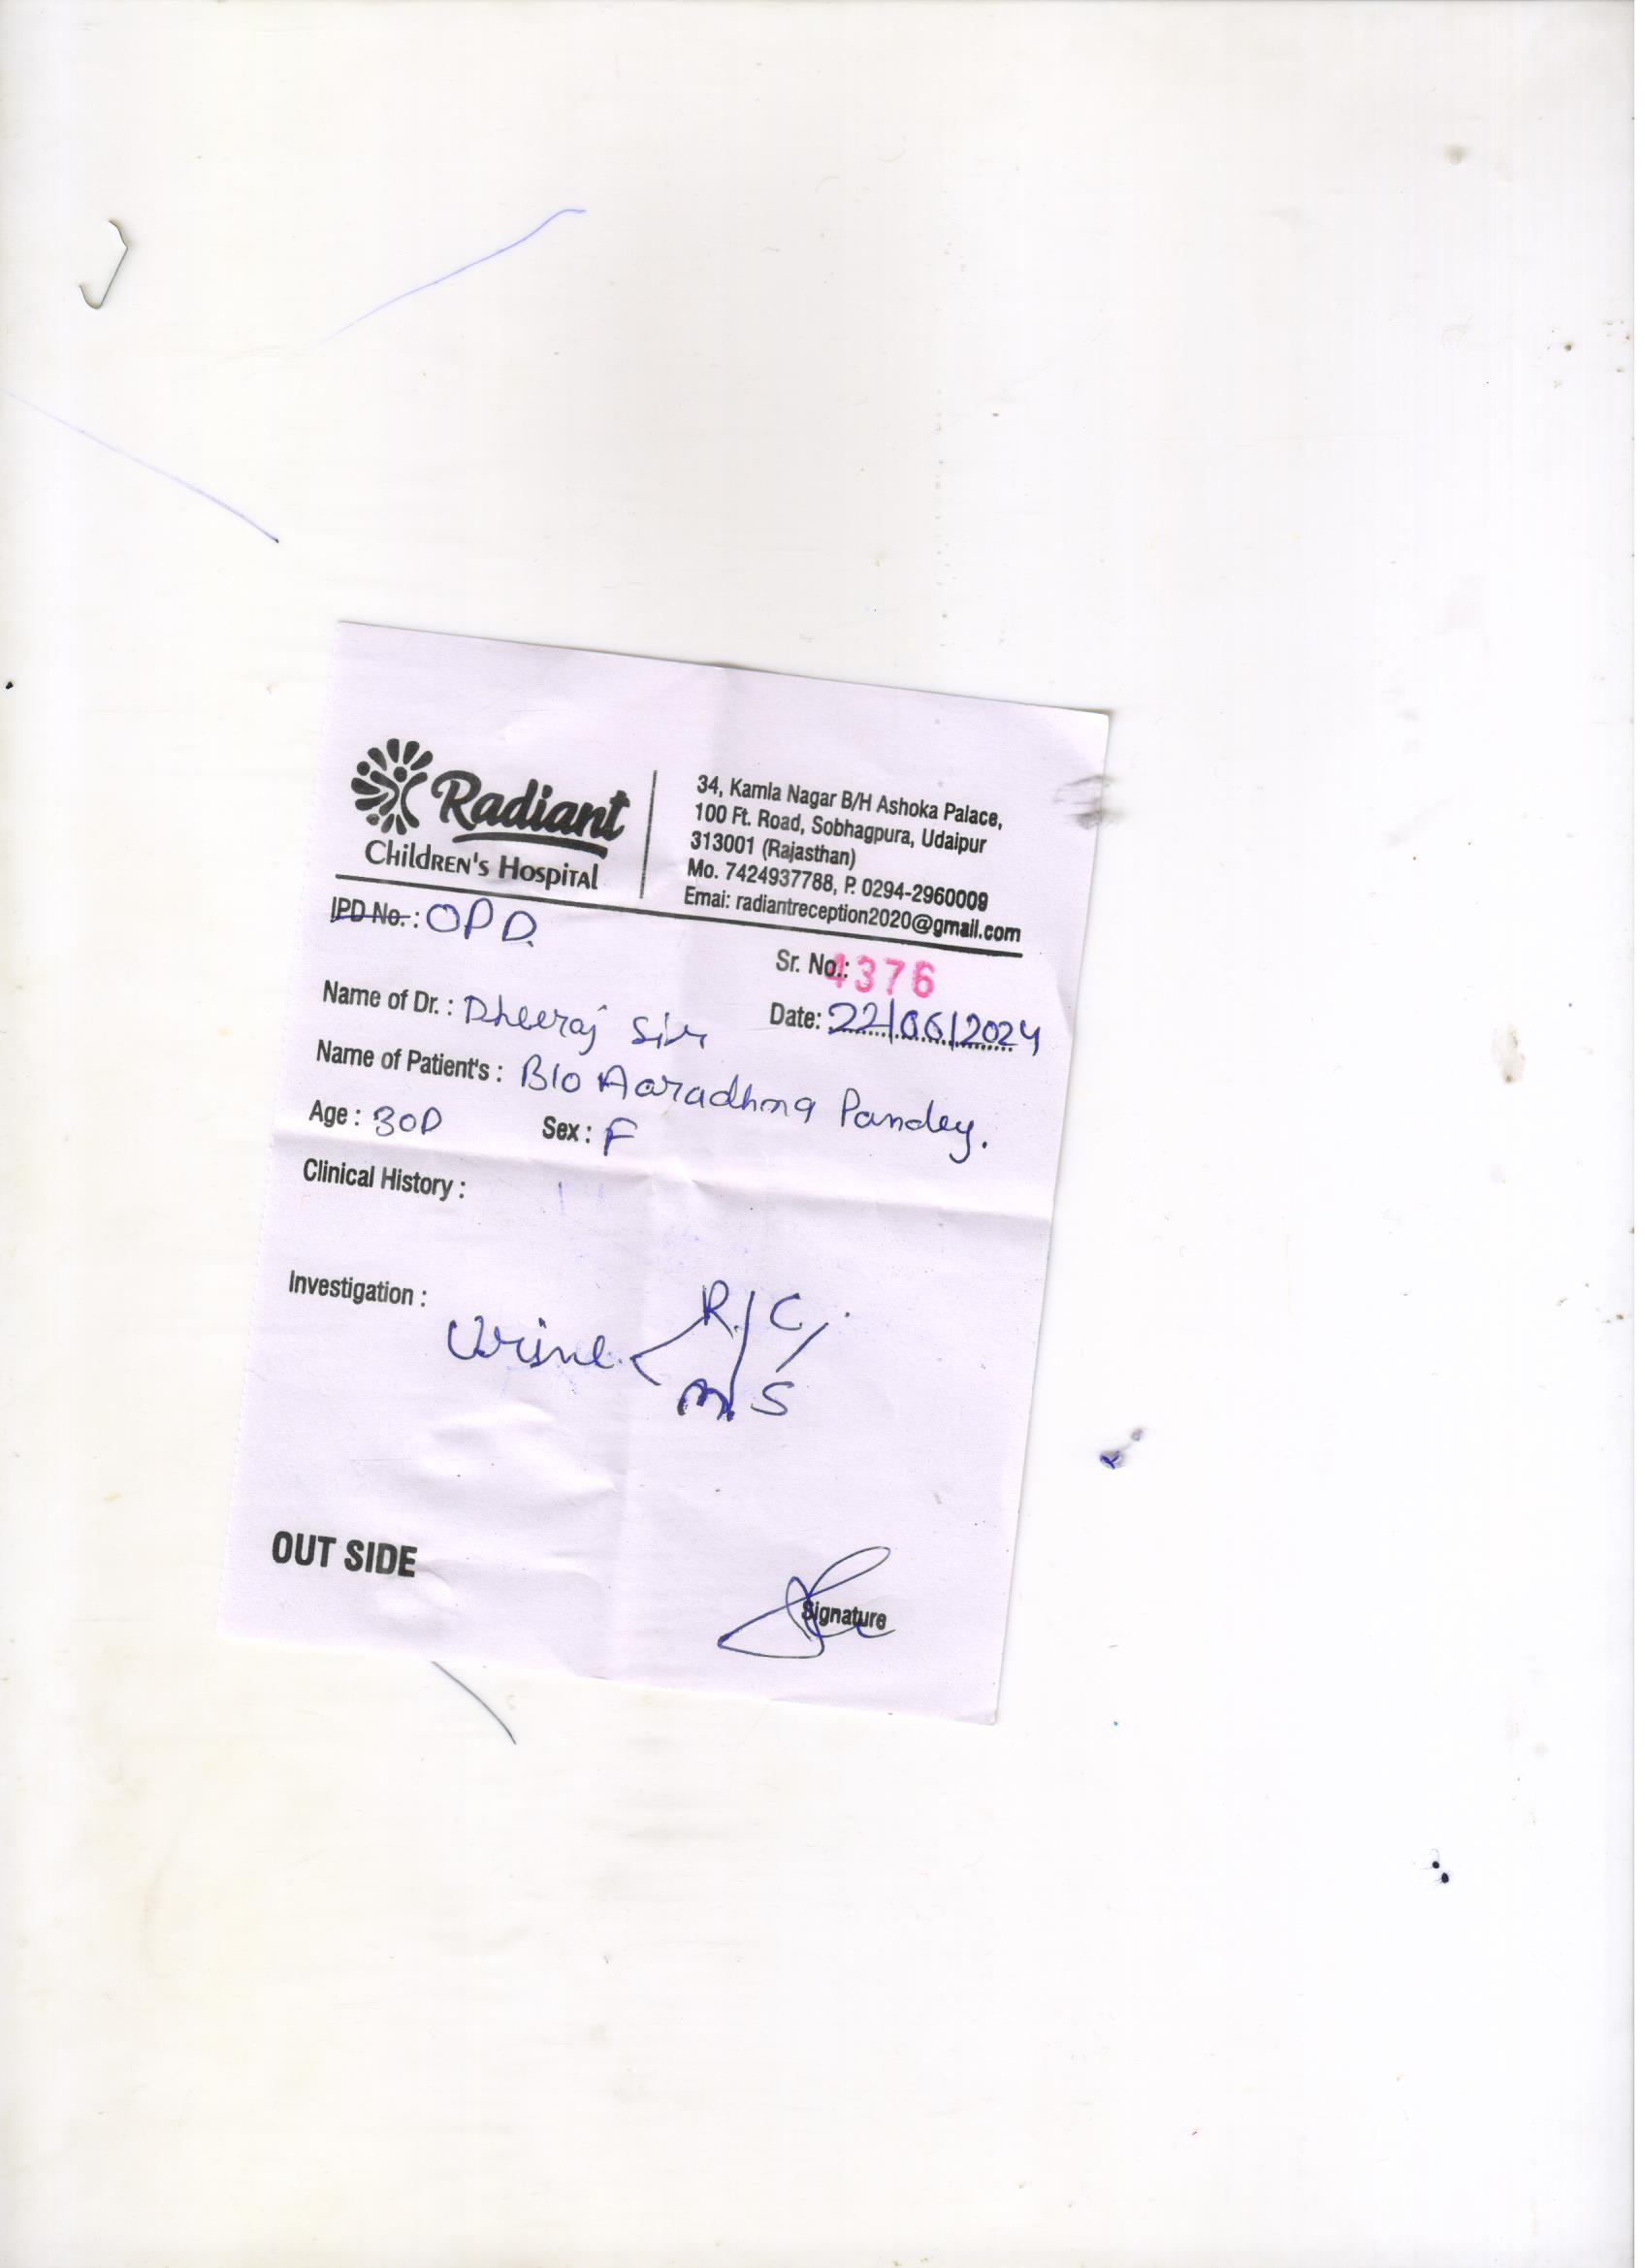 Radiant
Children's Hospital
34, Kamla Nagar B/H Ashoka Palace,
100 Ft. Road, Sobhagpura, Udaipur
313001 (Rajasthan)
Mo. 7424937788, P. 0294-2960009
Emai: radiantreception2020@gmail.com
IPD No. : OPD.
Sr. No.: 4376
Name of Dr. : Dheeraj Sir
Date: 22/06/2024
Name of Patient's : B/o Aaradhna Pandey.
Age : 30D Sex : F
Clinical History :
Investigation :
Urine R/M C/S
OUT SIDE
Signature